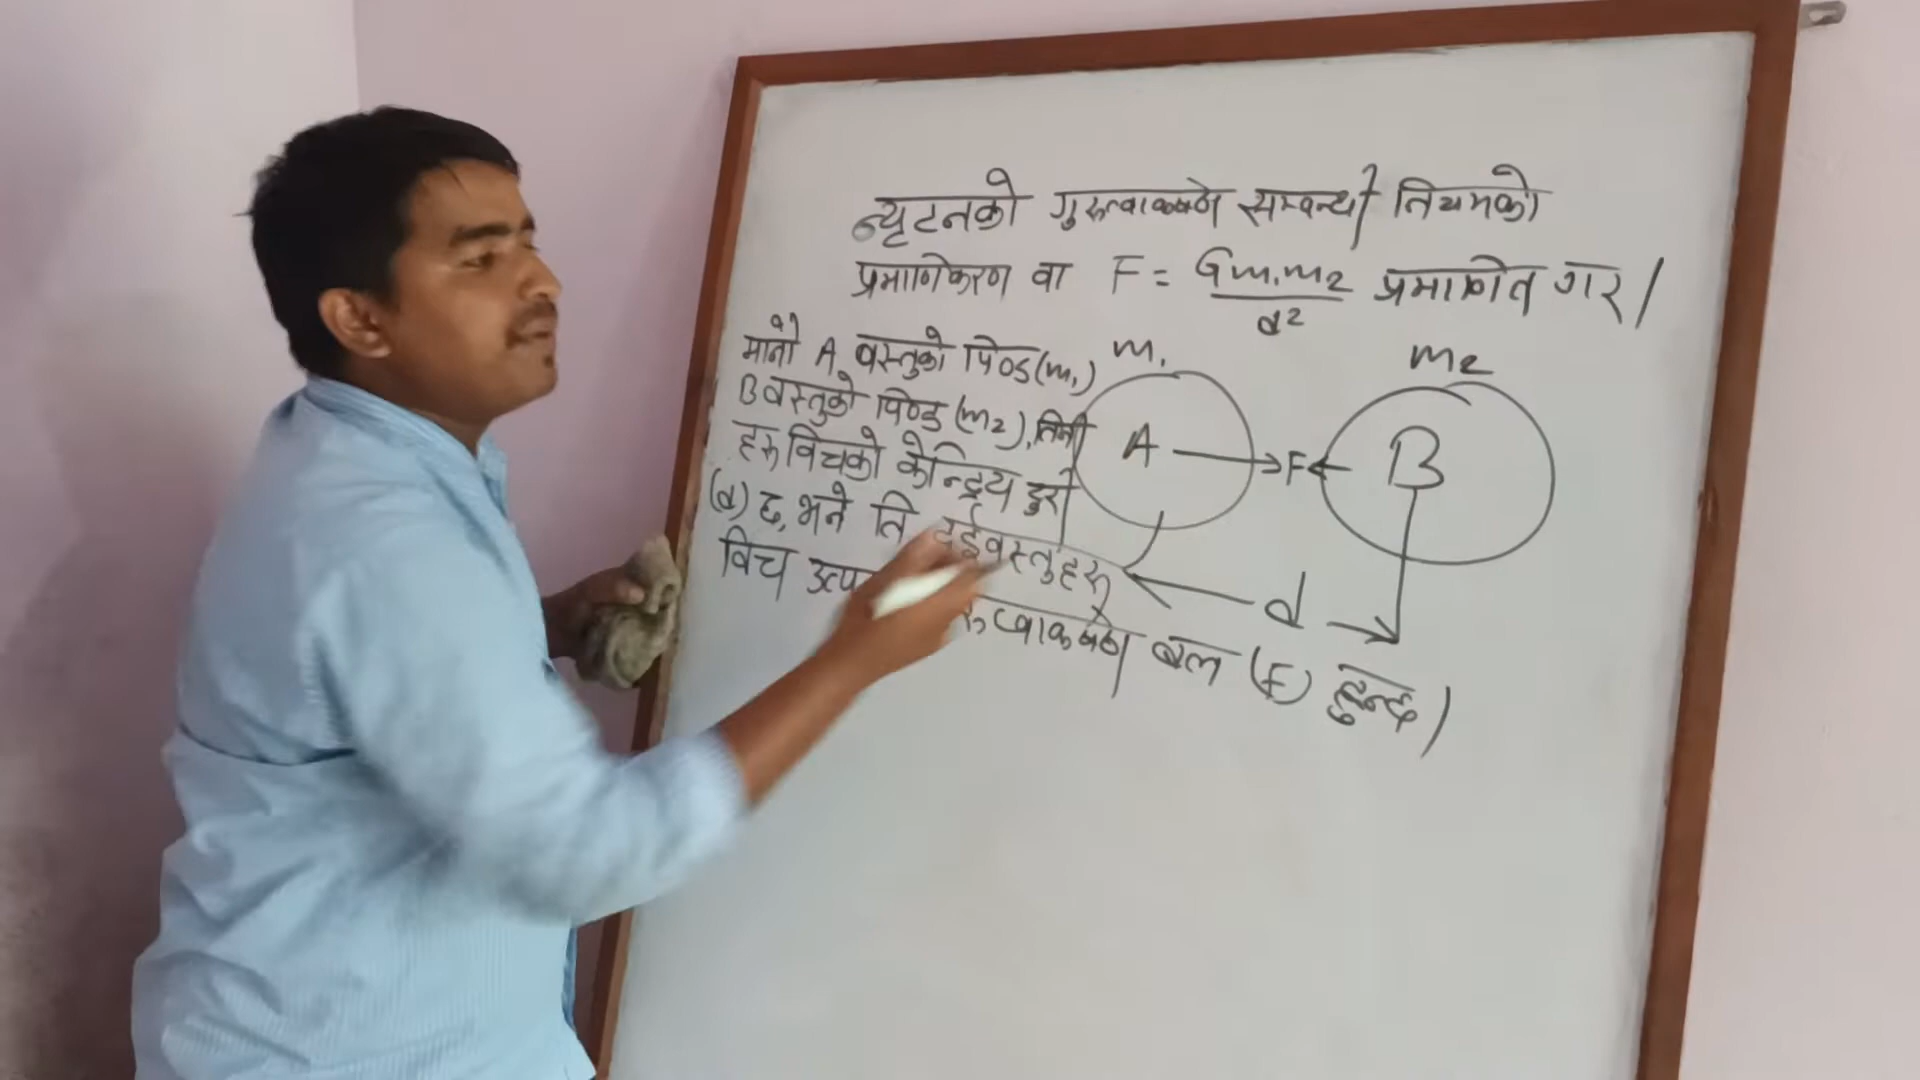 न्यूटनको गुरुत्वाकर्षण सम्बन्धी नियमको
प्रमाणिकरण वा F = Gm₁m₂/d² प्रमाणित गर।
मानौ A वस्तुको पिण्ड (m₁)
B वस्तुको पिण्ड (m₂), तिनी
हरु विचको केन्द्रिय दुरी
(d) छ, भने ति दुईवस्तुहरु
विच
बल (F) हुन्छ।
m₁
m₂
A
F
B
d